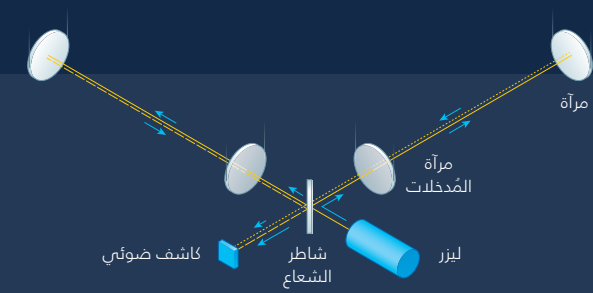 مرآة
مرآة
المُدخلات
ليزر
شاطر
الشعاع
كاشف ضوئي